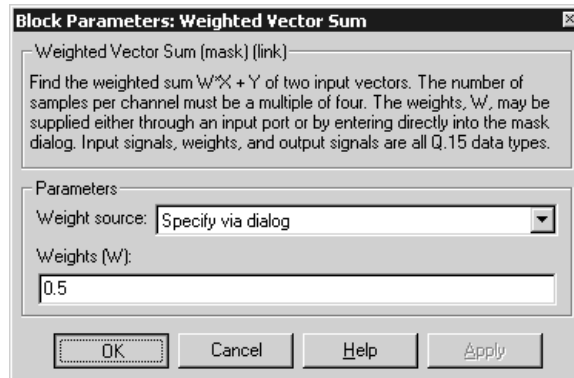 Block Parameters: Weighted Vector Sum
Weighted Vector Sum (mask) (link)
Find the weighted sum W*X + Y of two input vectors. The number of
samples per channel must be a multiple of four. The weights, W, may be
supplied either through an input port or by entering directly into the mask
dialog. Input signals, weights, and output signals are all Q.15 data types.
Parameters
Weight source: Specify via dialog
Weights (W):
0.5
OK Cancel Help Apply